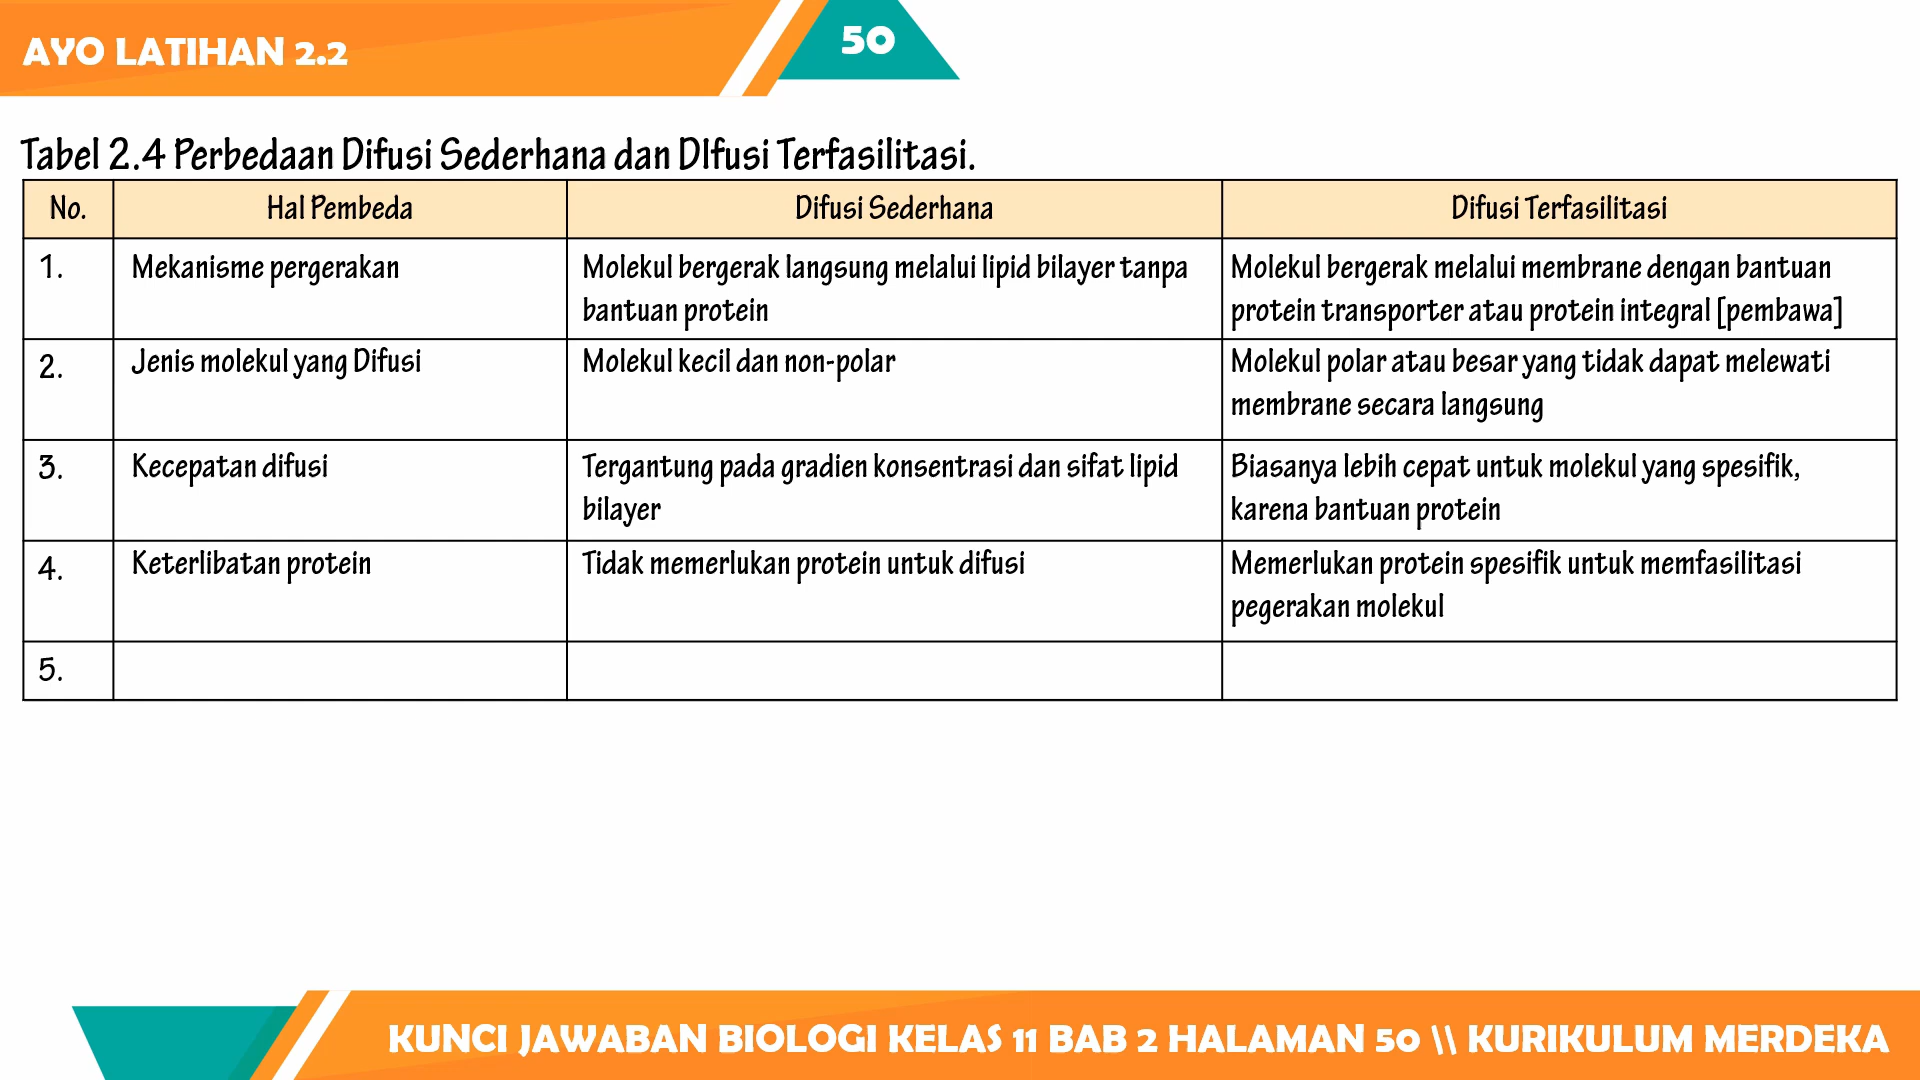 AYO LATIHAN 2.2
50
Tabel 2.4 Perbedaan Difusi Sederhana dan DIfusi Terfasilitasi.
No. Hal Pembeda Difusi Sederhana Difusi Terfasilitasi
1. Mekanisme pergerakan Molekul bergerak langsung melalui lipid bilayer tanpa Molekul bergerak melalui membrane dengan bantuan
bantuan protein protein transporter atau protein integral [pembawa]
2. Jenis molekul yang Difusi Molekul kecil dan non-polar Molekul polar atau besar yang tidak dapat melewati
membrane secara langsung
3. Kecepatan difusi Tergantung pada gradien konsentrasi dan sifat lipid Biasanya lebih cepat untuk molekul yang spesifik,
bilayer karena bantuan protein
4. Keterlibatan protein Tidak memerlukan protein untuk difusi Memerlukan protein spesifik untuk memfasilitasi
pegerakan molekul
5.
KUNCI JAWABAN BIOLOGI KELAS 11 BAB 2 HALAMAN 50 \\ KURIKULUM MERDEKA